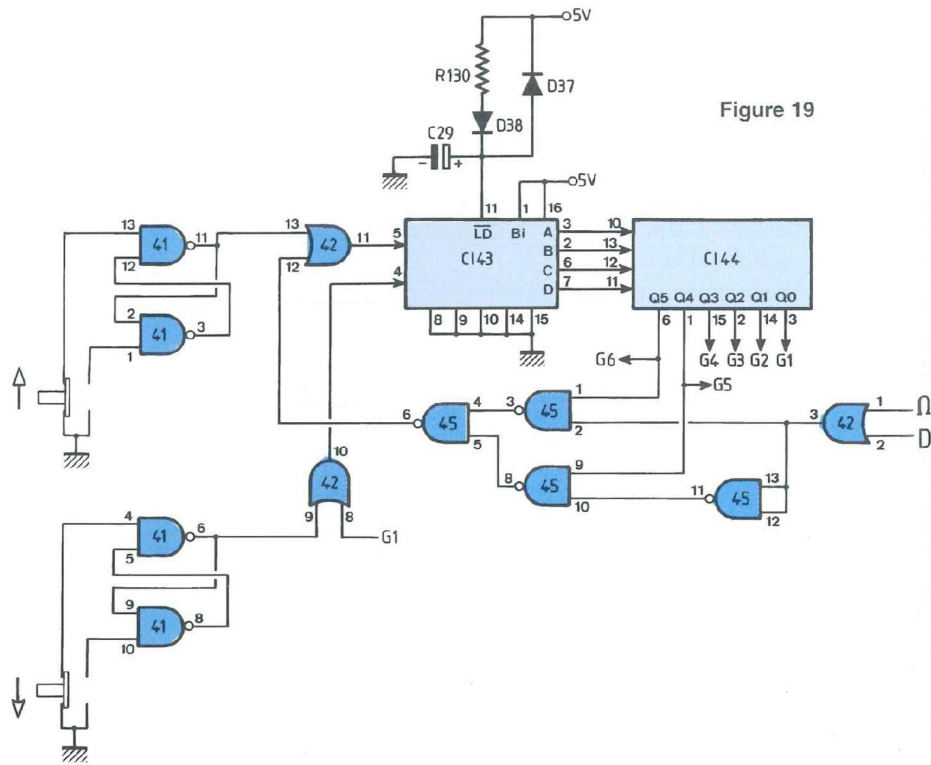 5V
R130
D37
D38
C29
- +
Figure 19
5V
11 1 16
LD Bi
CI43
5
4
A 3
B 2
C 6
D 7
8 9 10 14 15
10
13
12
11
CI44
Q5 Q4 Q3 Q2 Q1 Q0
6 1 15 2 14 3
G6
G5
G4 G3 G2 G1
13
12
41
11
2
1
41
3
13
12
42
11
6
45
4
5
3
45
1
2
8
45
9
10
11
45
13
12
3
42
1
2
Ω
D
10
42
9 8
G1
4
5
41
6
9
10
41
8